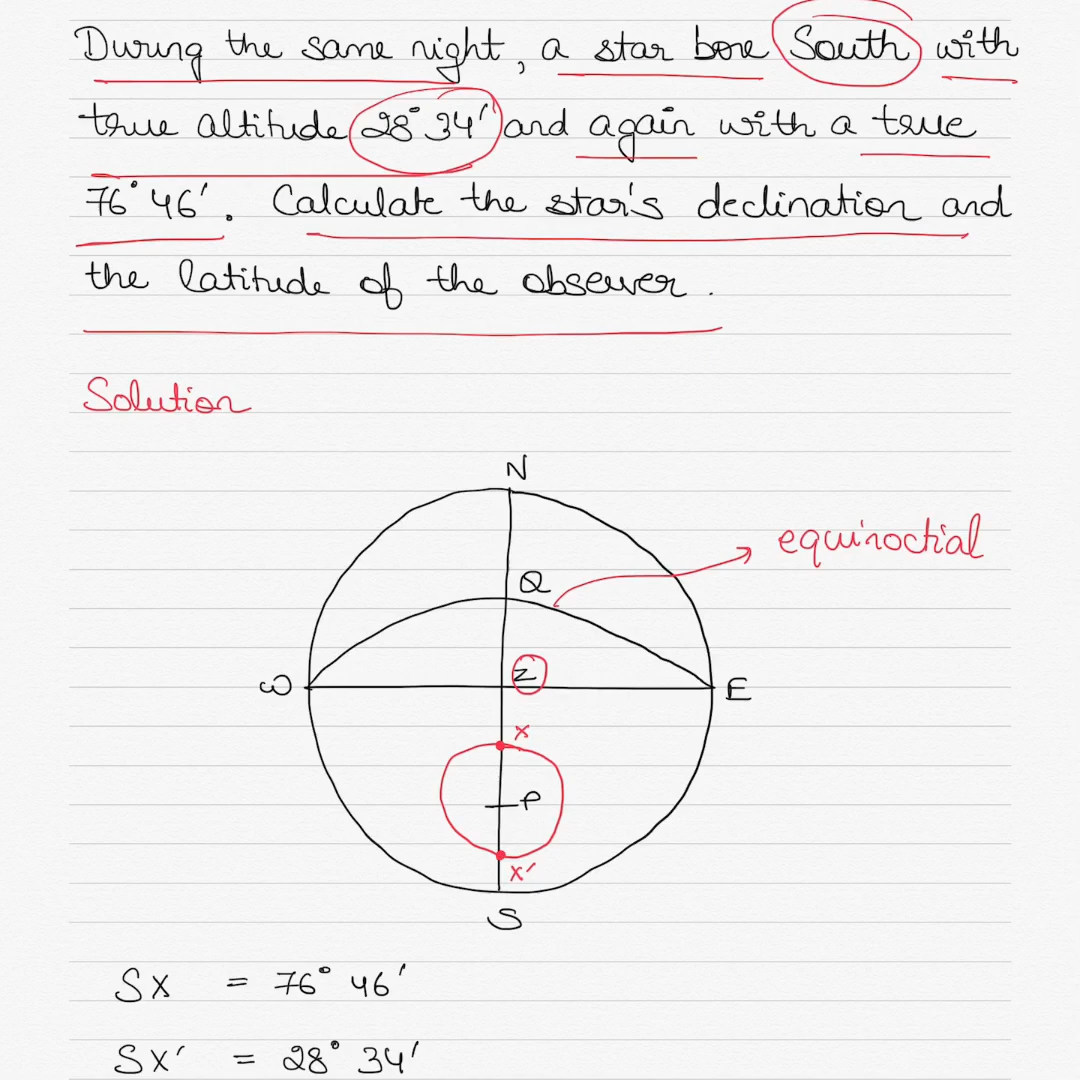 During the same night, a star bore South with
true altitude 28° 34' and again with a true
76° 46'. Calculate the star's declination and
the latitude of the observer.
Solution
N
equinoctial
Q
Z
W
E
X
P
X'
S
SX = 76° 46'
SX' = 28° 34'